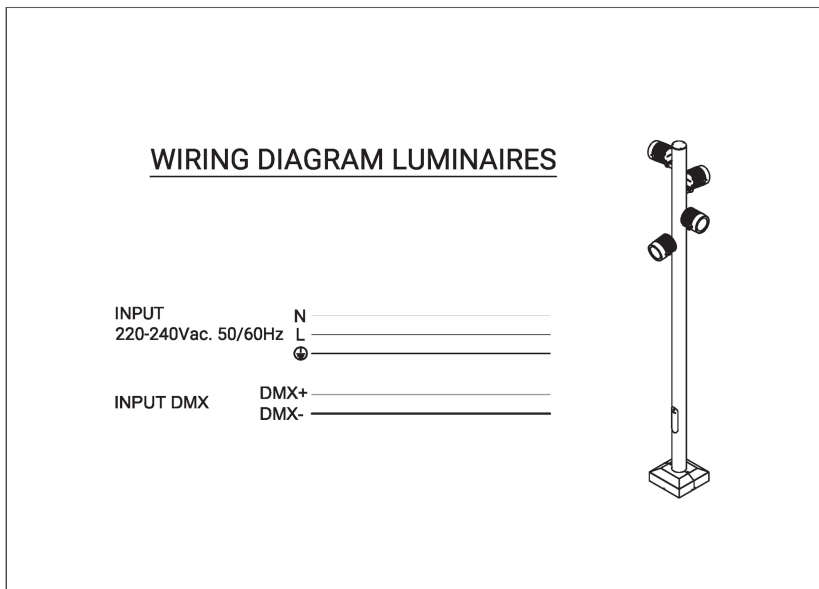 WIRING DIAGRAM LUMINAIRES
INPUT
220-240Vac. 50/60Hz
N
L
INPUT DMX
DMX+
DMX-